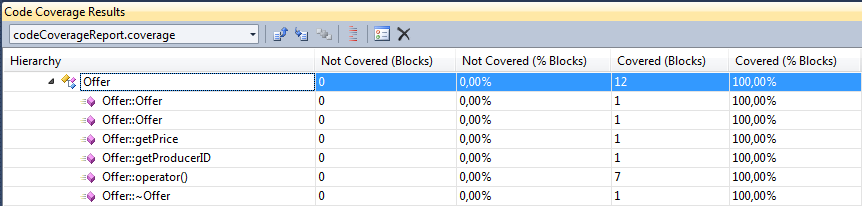 Code Coverage Results
codeCoverageReport.coverage
Hierarchy Not Covered (Blocks) Not Covered (% Blocks) Covered (Blocks) Covered (% Blocks)
Offer 0 0,00% 12 100,00%
Offer::Offer 0 0,00% 1 100,00%
Offer::Offer 0 0,00% 1 100,00%
Offer::getPrice 0 0,00% 1 100,00%
Offer::getProducerID 0 0,00% 1 100,00%
Offer::operator() 0 0,00% 7 100,00%
Offer::~Offer 0 0,00% 1 100,00%